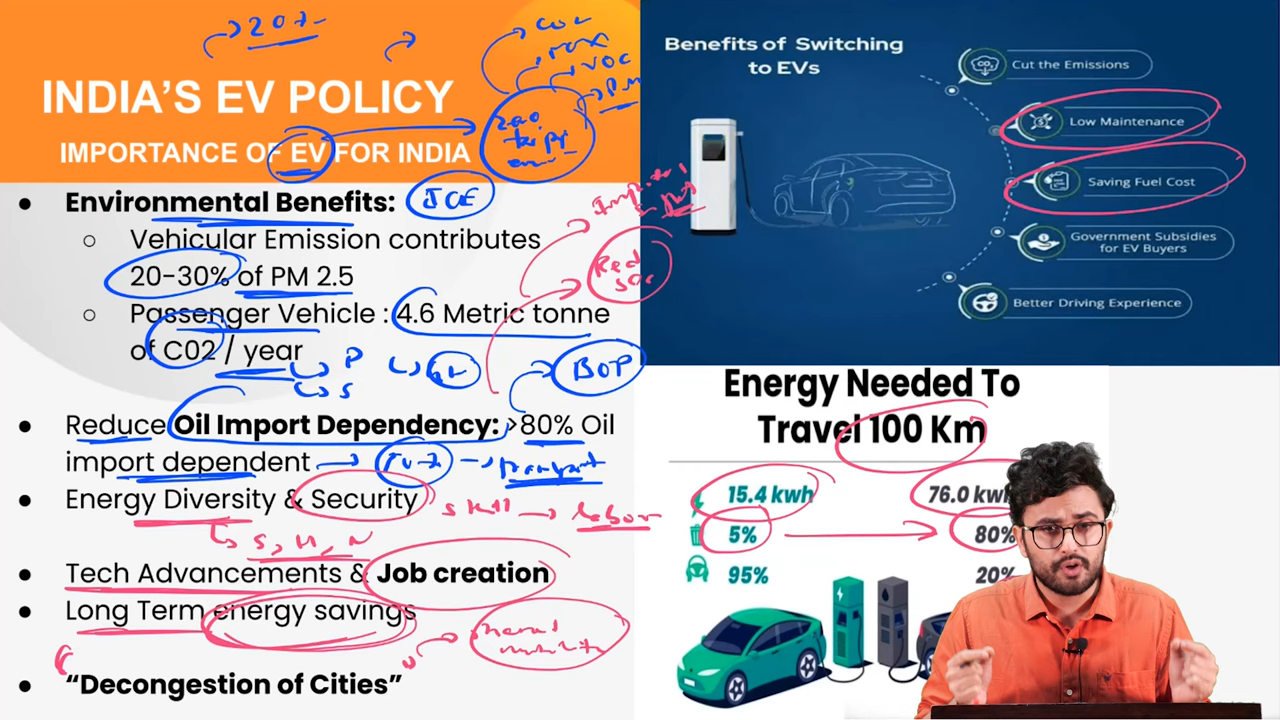 20%
INDIA'S EV POLICY
IMPORTANCE OF EV FOR INDIA
VOC
P.M
● Environmental Benefits:
○ Vehicular Emission contributes
20-30% of PM 2.5
○ Passenger Vehicle : 4.6 Metric tonne
of C02 / year
P
S
BOP
● Reduce Oil Import Dependency: >80% Oil
import dependent
transport
● Energy Diversity & Security
skill → labour
S, H, N
● Tech Advancements & Job creation
● Long Term energy savings
● “Decongestion of Cities”
Benefits of Switching
to EVs
Cut the Emissions
Low Maintenance
Saving Fuel Cost
Government Subsidies
for EV Buyers
Better Driving Experience
Energy Needed To
Travel 100 Km
15.4 kwh 76.0 kwh
5% 80%
95% 20%